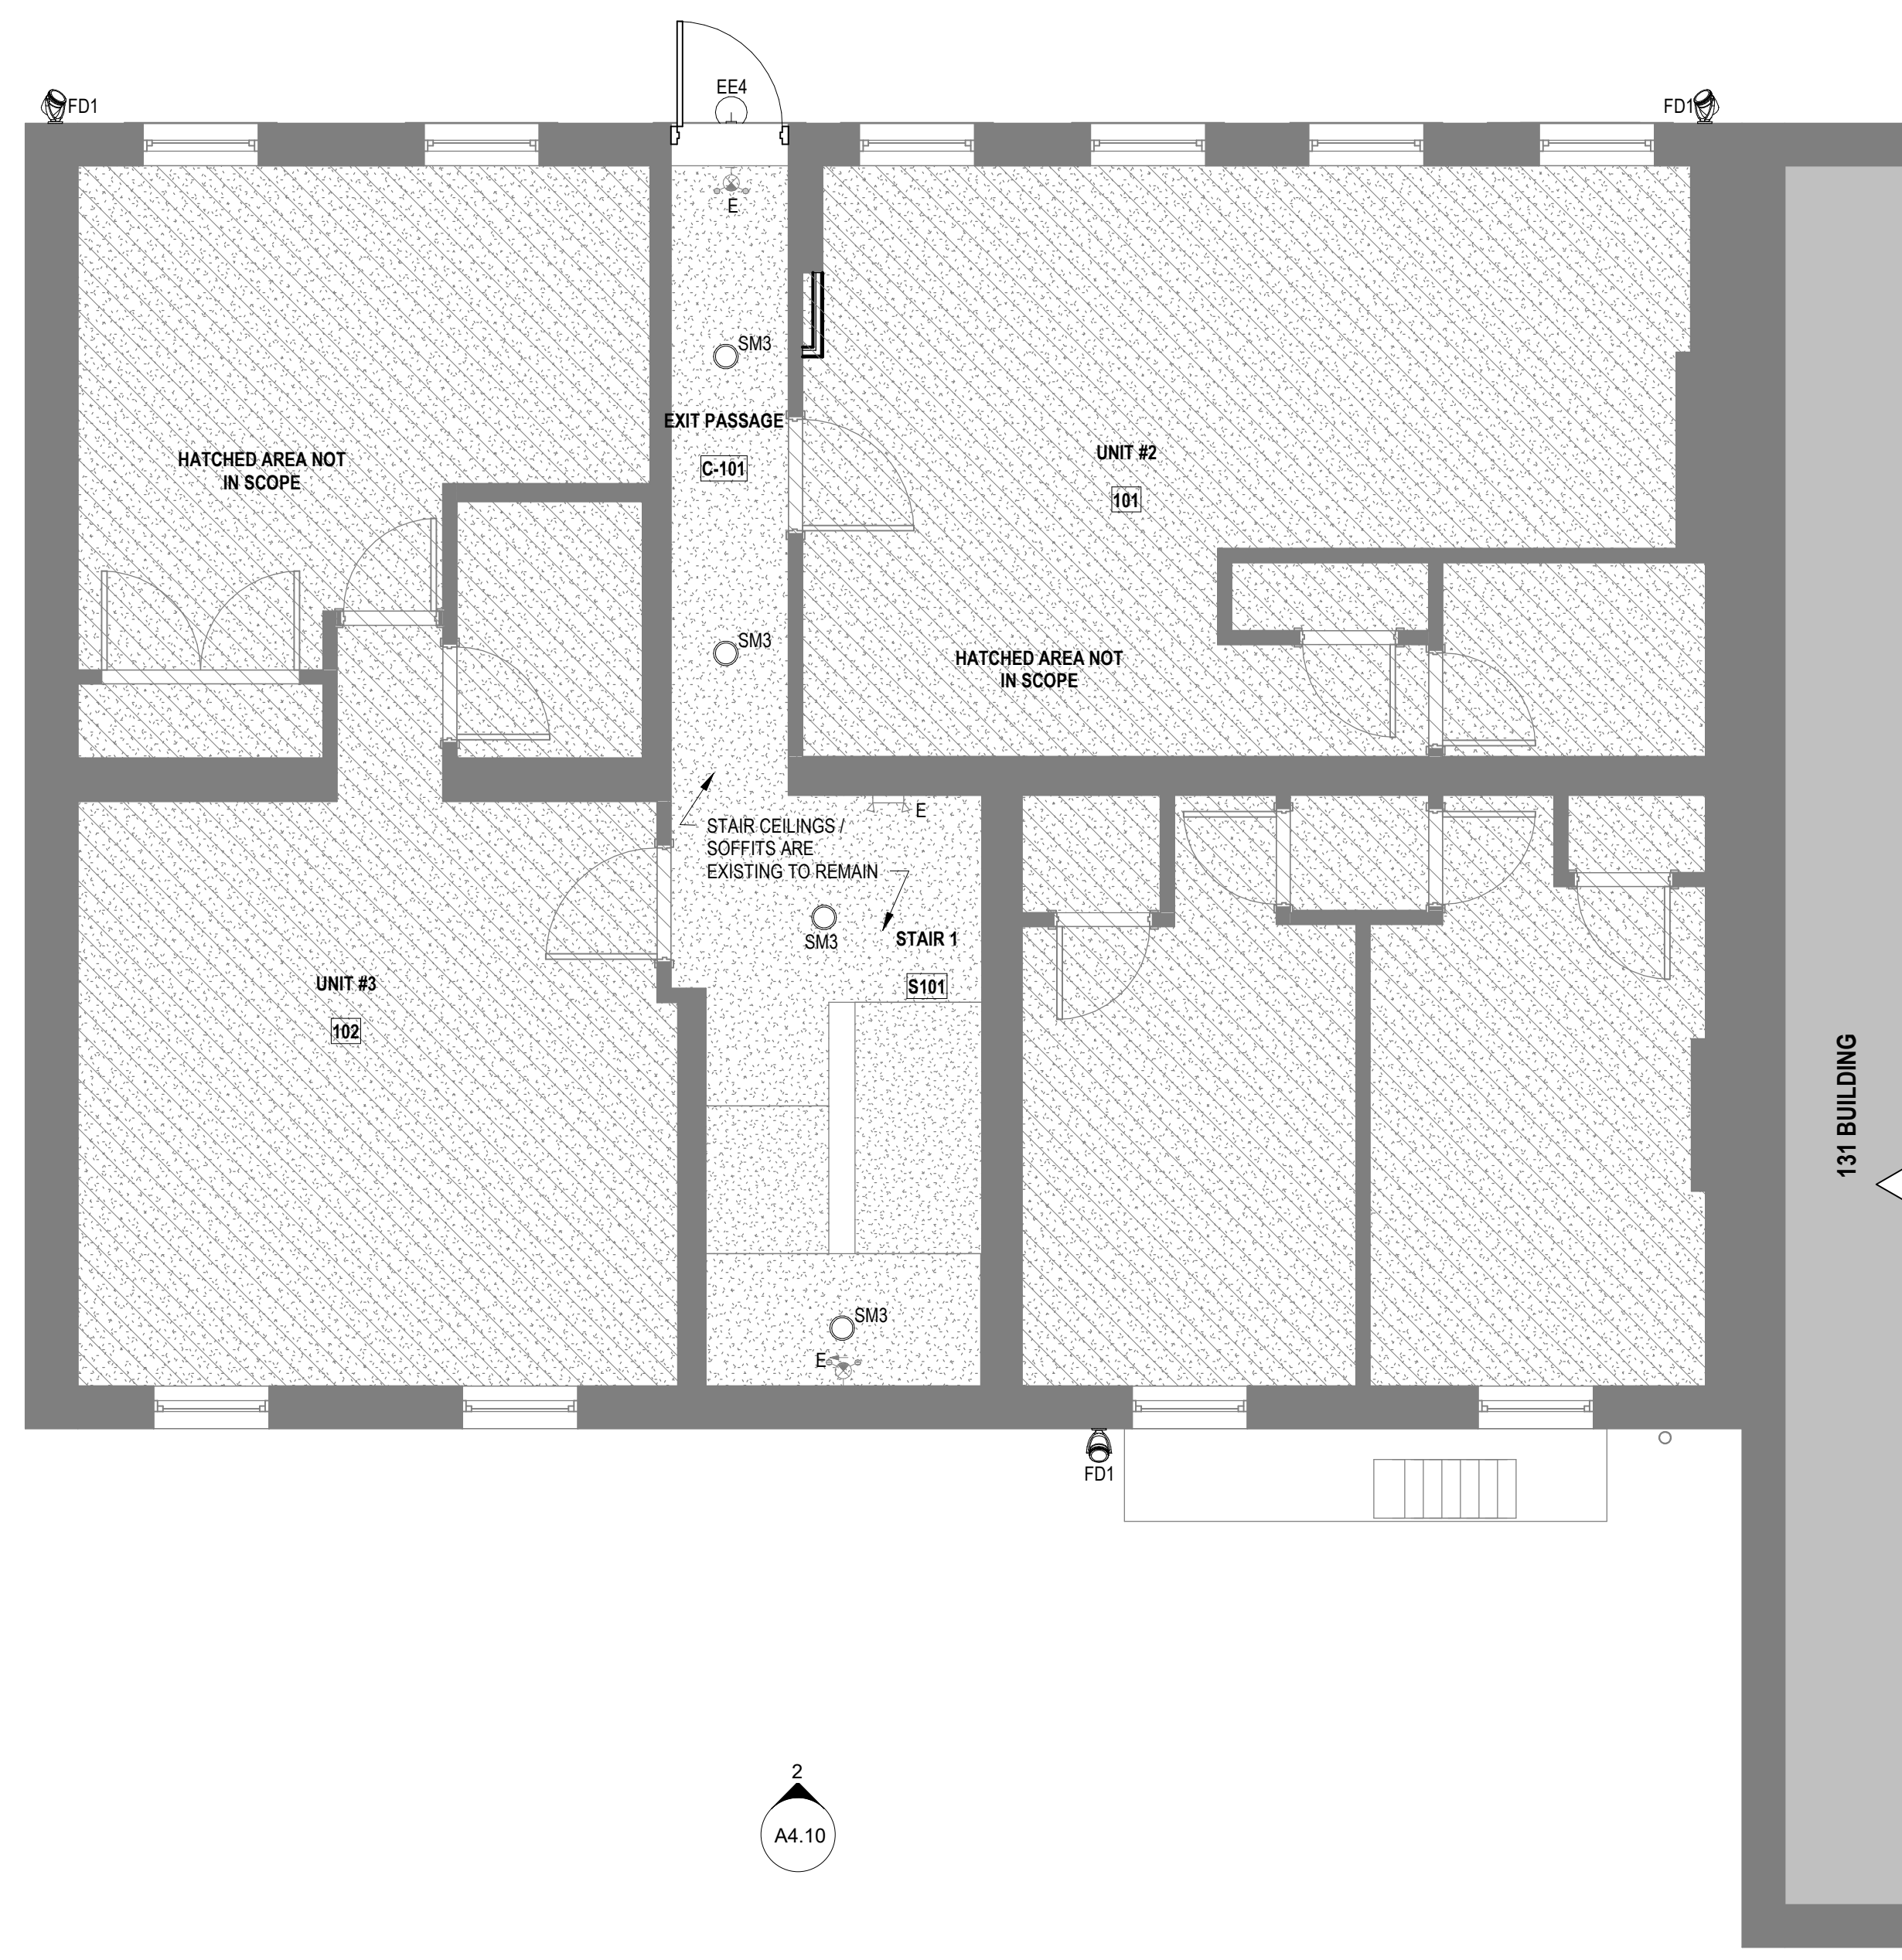 EE4
FD1
FD1
E
SM3
EXIT PASSAGE
C-101
UNIT #2
101
HATCHED AREA NOT
IN SCOPE
SM3
HATCHED AREA NOT
IN SCOPE
E
STAIR CEILINGS /
SOFFITS ARE
EXISTING TO REMAIN
SM3
STAIR 1
S101
UNIT #3
102
131 BUILDING
SM3
E
FD1
2
A4.10